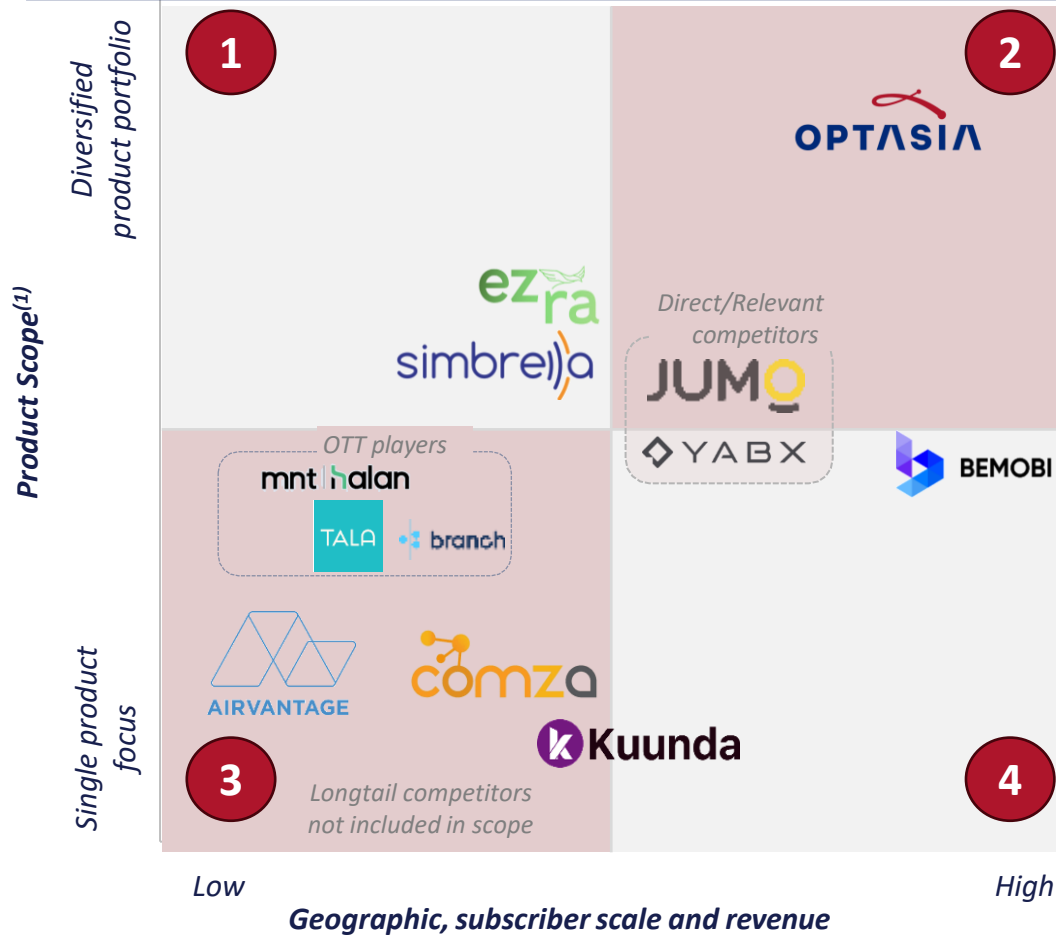 Diversified
product portfolio
1
2
OPTASIA
ezra
simbrella
Direct/Relevant
competitors
JUMO
YABX
Product Scope(1)
OTT players
mnt halan
TALA
branch
BEMOBI
AIRVANTAGE
comza
Kuunda
Single product
focus
3
Longtail competitors
not included in scope
4
Low
High
Geographic, subscriber scale and revenue